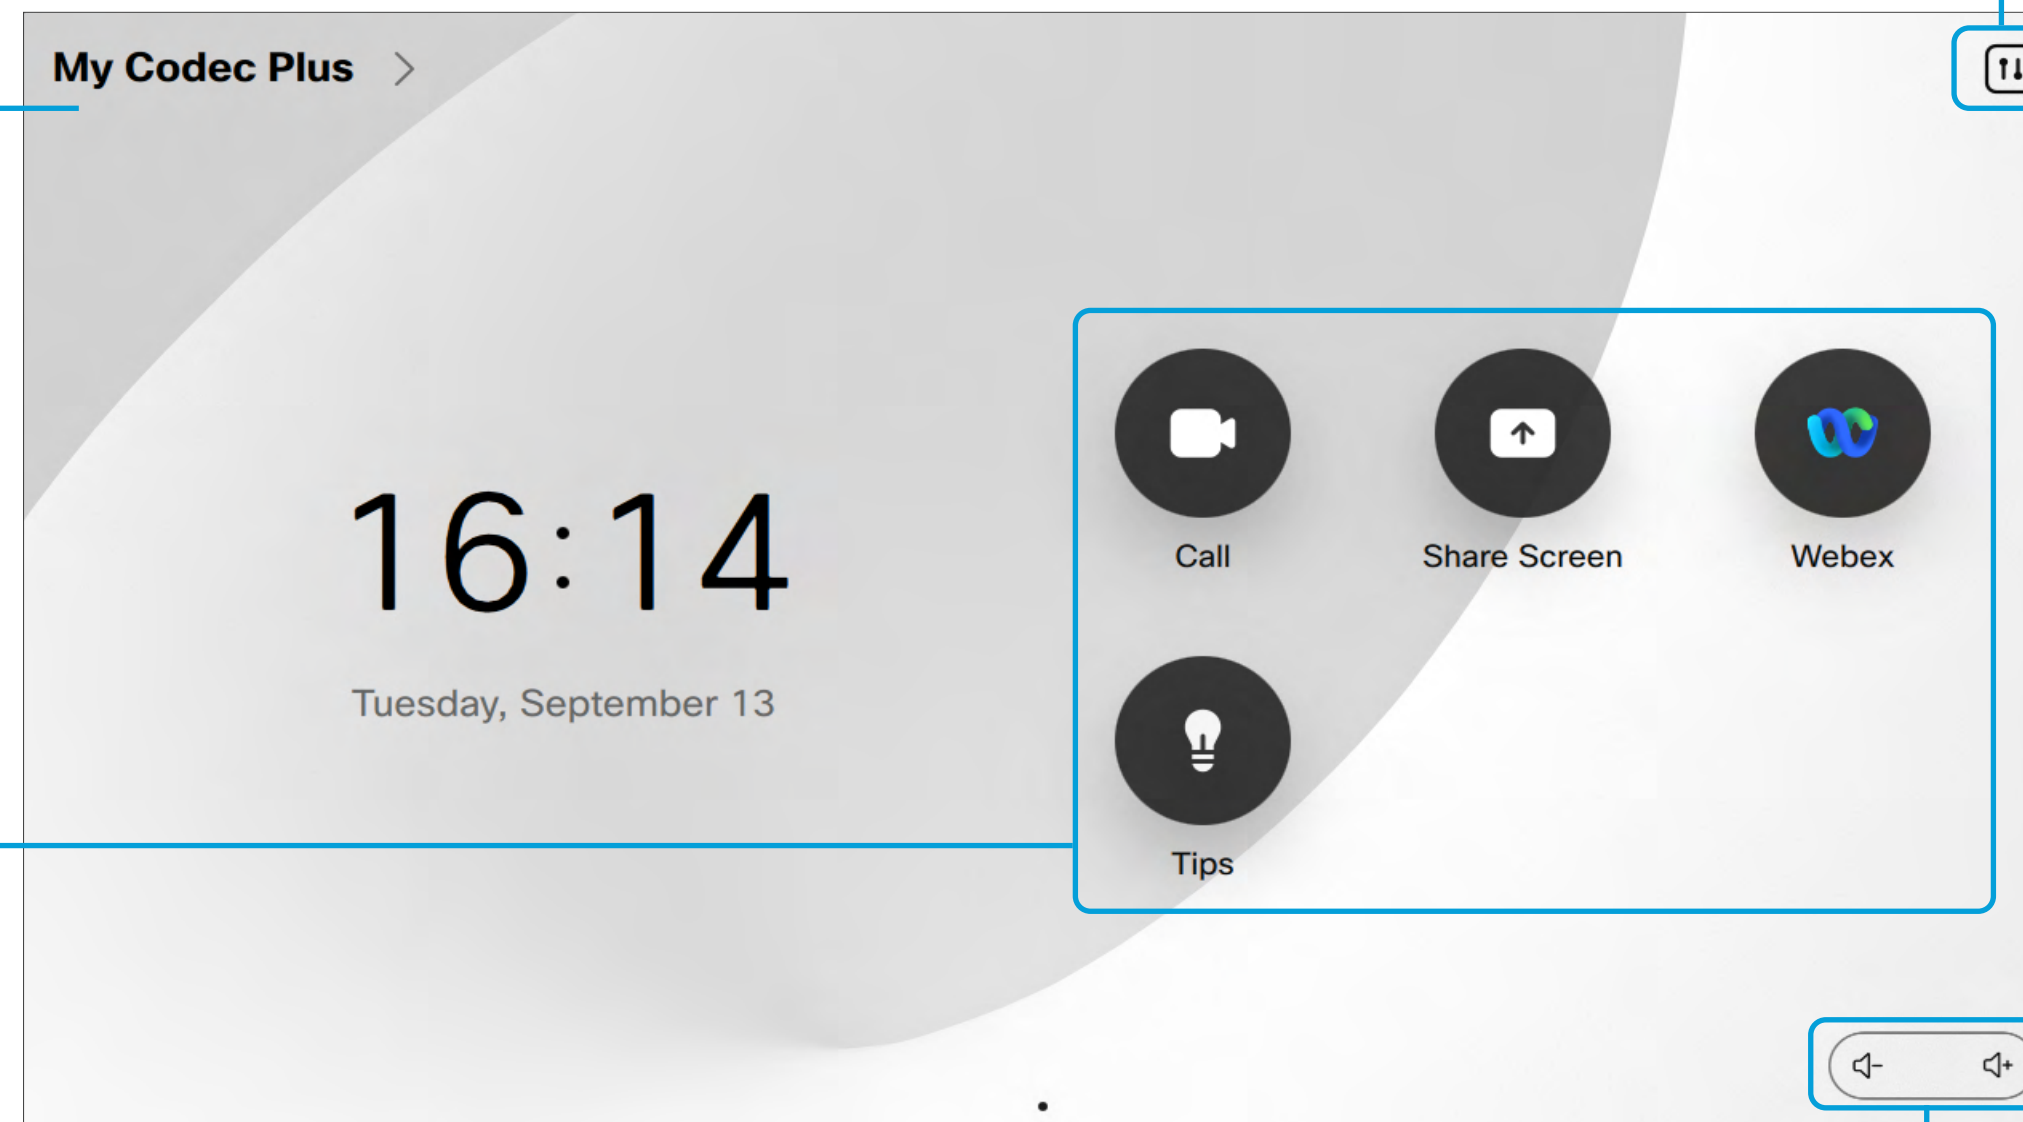 My Codec Plus
16:14
Tuesday, September 13
Call
Share Screen
Webex
Tips